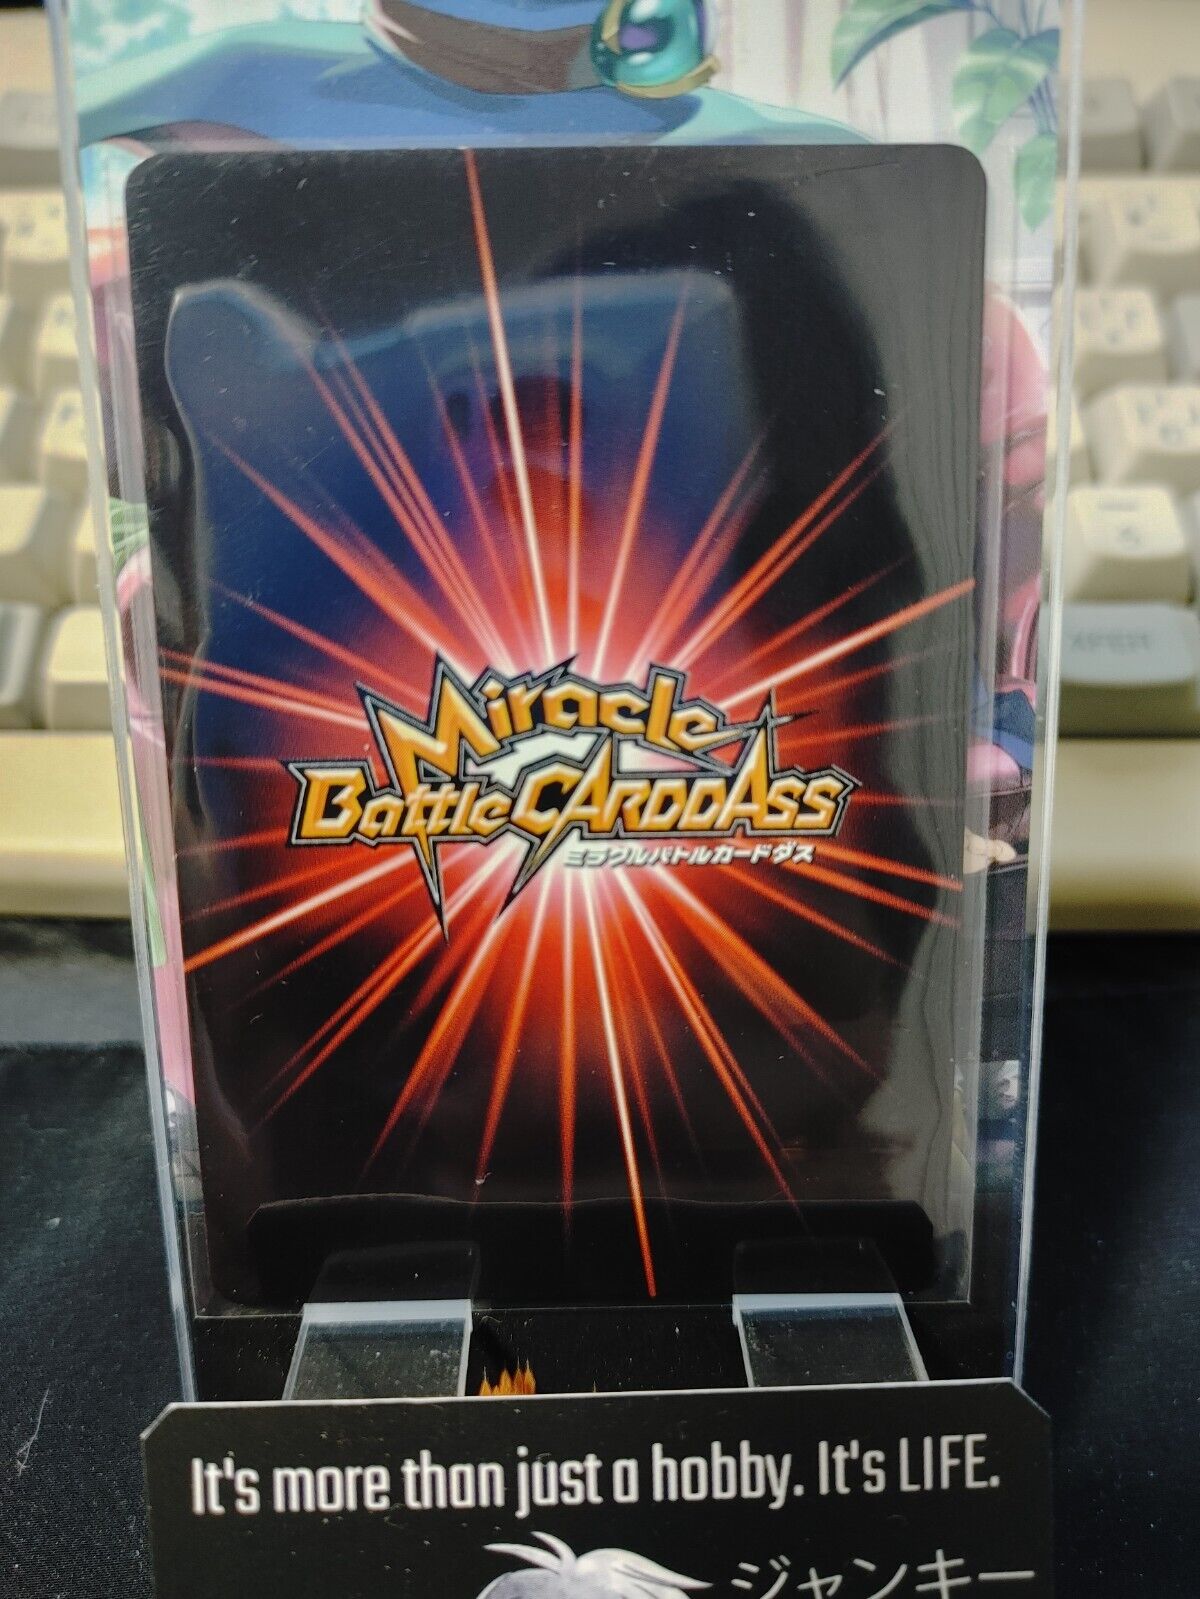 Miracle
Battle CARDDASS
ミラクルバトルカードダス
It's more than just a hobby. It's LIFE.
ジャンキー